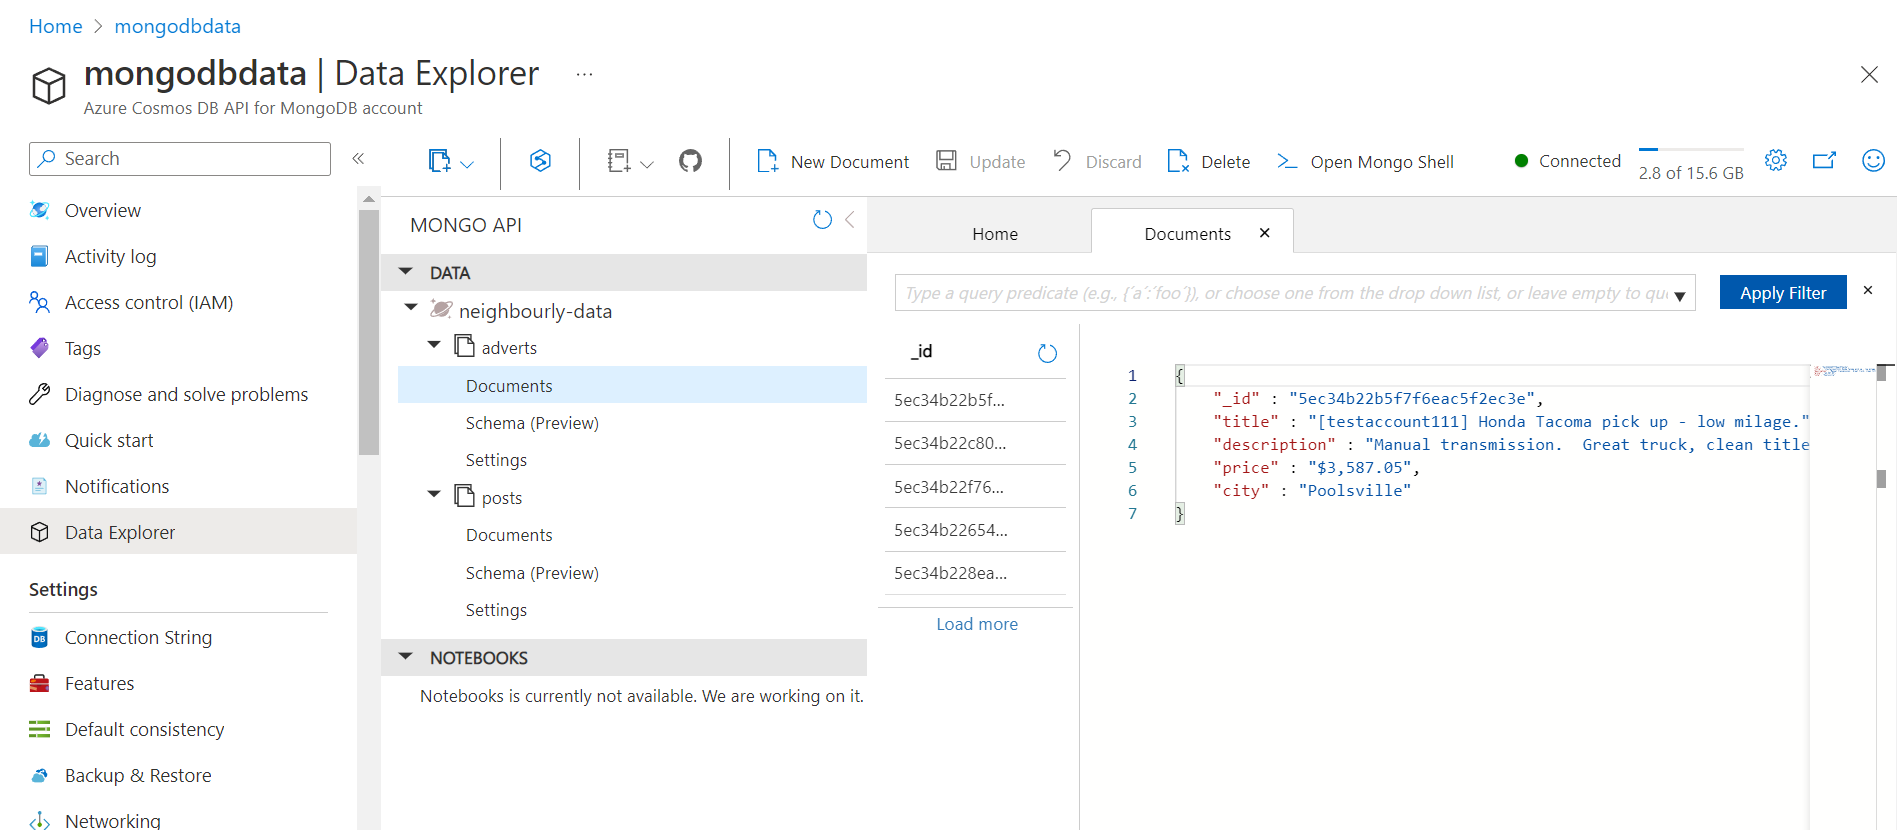 Home > mongodbdata
mongodbdata | Data Explorer ...
Azure Cosmos DB API for MongoDB account
Search
«
Overview
Activity log
Access control (IAM)
Tags
Diagnose and solve problems
Quick start
Notifications
Data Explorer
Settings
Connection String
Features
Default consistency
Backup & Restore
Networking
New Document
Update
Discard
Delete
Open Mongo Shell
Connected
2.8 of 15.6 GB
MONGO API
DATA
neighbourly-data
adverts
Documents
Schema (Preview)
Settings
posts
Documents
Schema (Preview)
Settings
NOTEBOOKS
Notebooks is currently not available. We are working on it.
Home
Documents
Type a query predicate (e.g., {´a´:´foo´}), or choose one from the drop down list, or leave empty to
Apply Filter
_id
5ec34b22b5f...
5ec34b22c80...
5ec34b22f76...
5ec34b22654...
5ec34b228ea...
Load more
1 {
2 "_id" : "5ec34b22b5f7f6eac5f2ec3e",
3 "title" : "[testaccount111] Honda Tacoma pick up - low milage."
4 "description" : "Manual transmission.  Great truck, clean title
5 "price" : "$3,587.05",
6 "city" : "Poolsville"
7 }